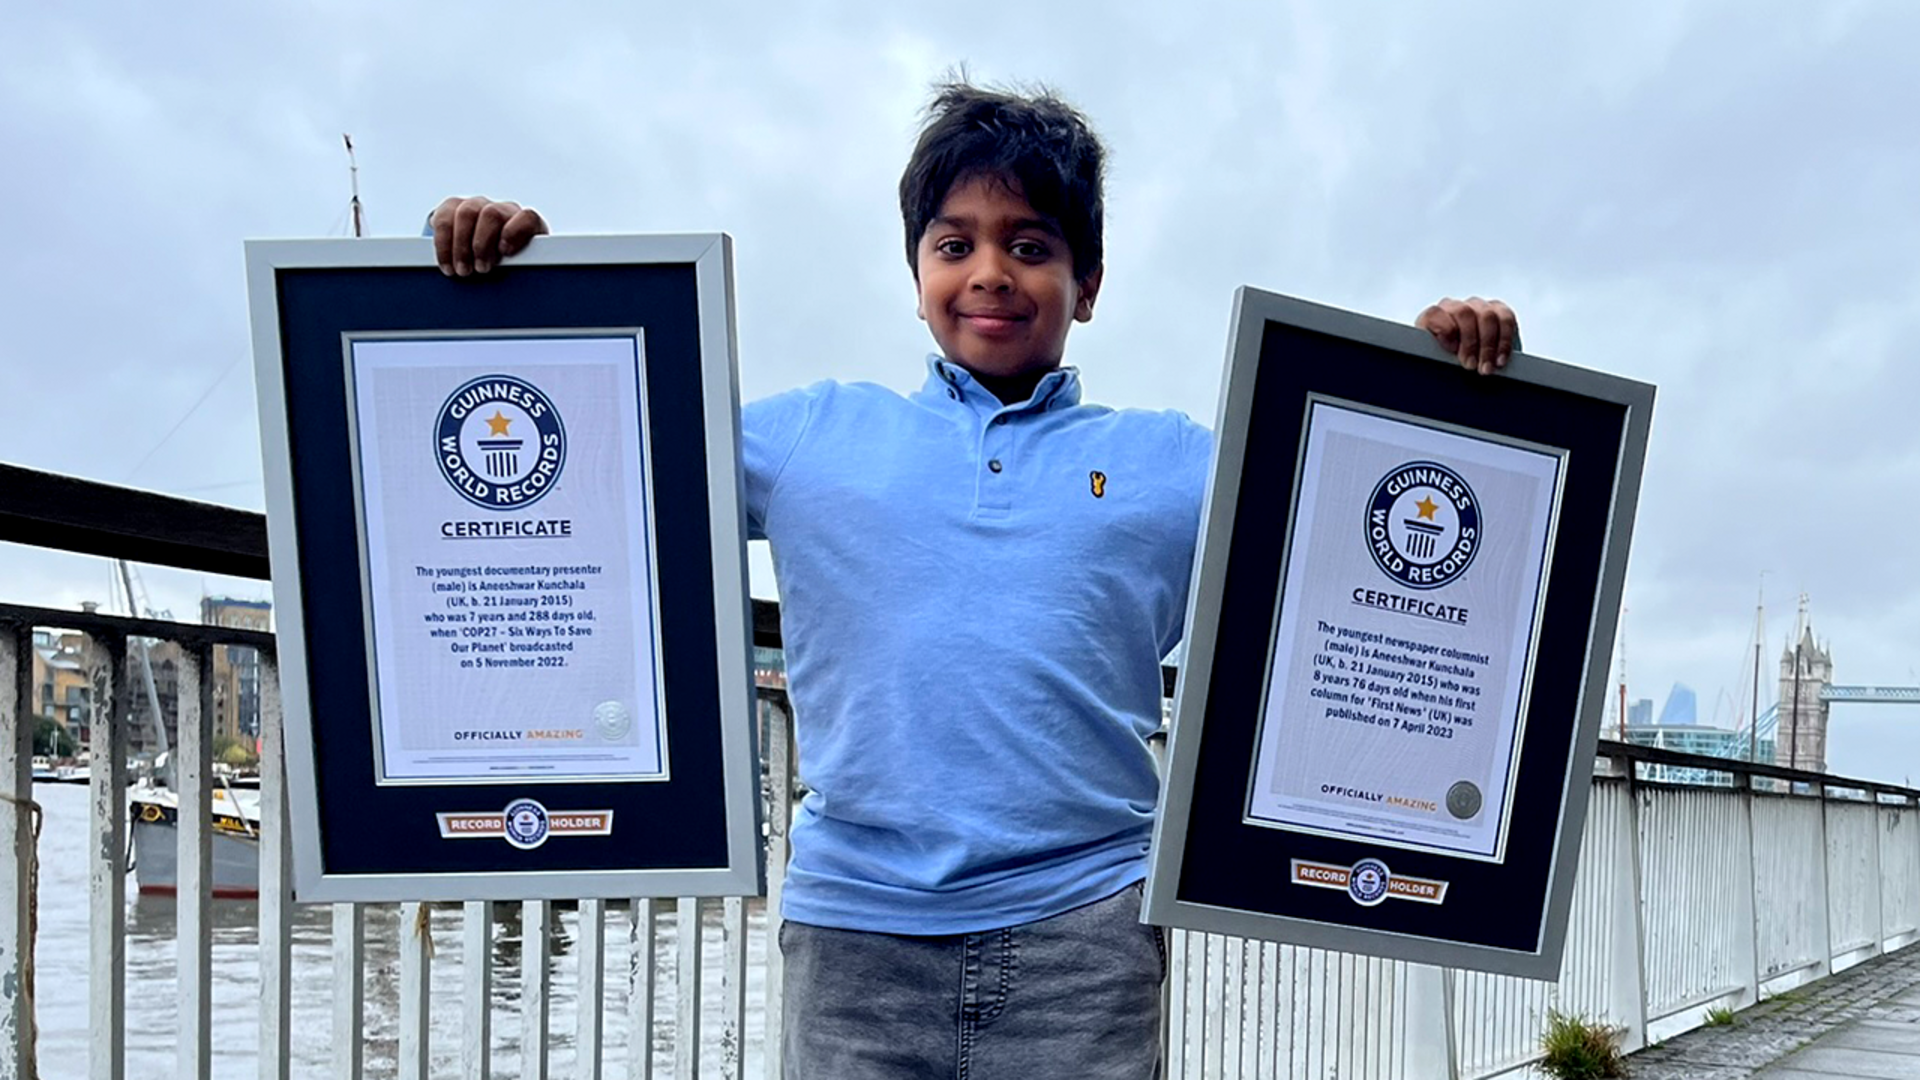 GUINNESS
WORLD RECORDS
CERTIFICATE
The youngest documentary presenter
(male) is Aneeshwar Kunchala
(UK, b. 21 January 2015)
who was 7 years and 288 days old,
when 'COP27 – Six Ways To Save
Our Planet' broadcasted
on 5 November 2022.
OFFICIALLY AMAZING
RECORD HOLDER
GUINNESS
WORLD RECORDS
CERTIFICATE
The youngest newspaper columnist
(male) is Aneeshwar Kunchala
(UK, b. 21 January 2015) who was
8 years 76 days old when his first
column for 'First News' (UK) was
published on 7 April 2023
OFFICIALLY AMAZING
RECORD HOLDER